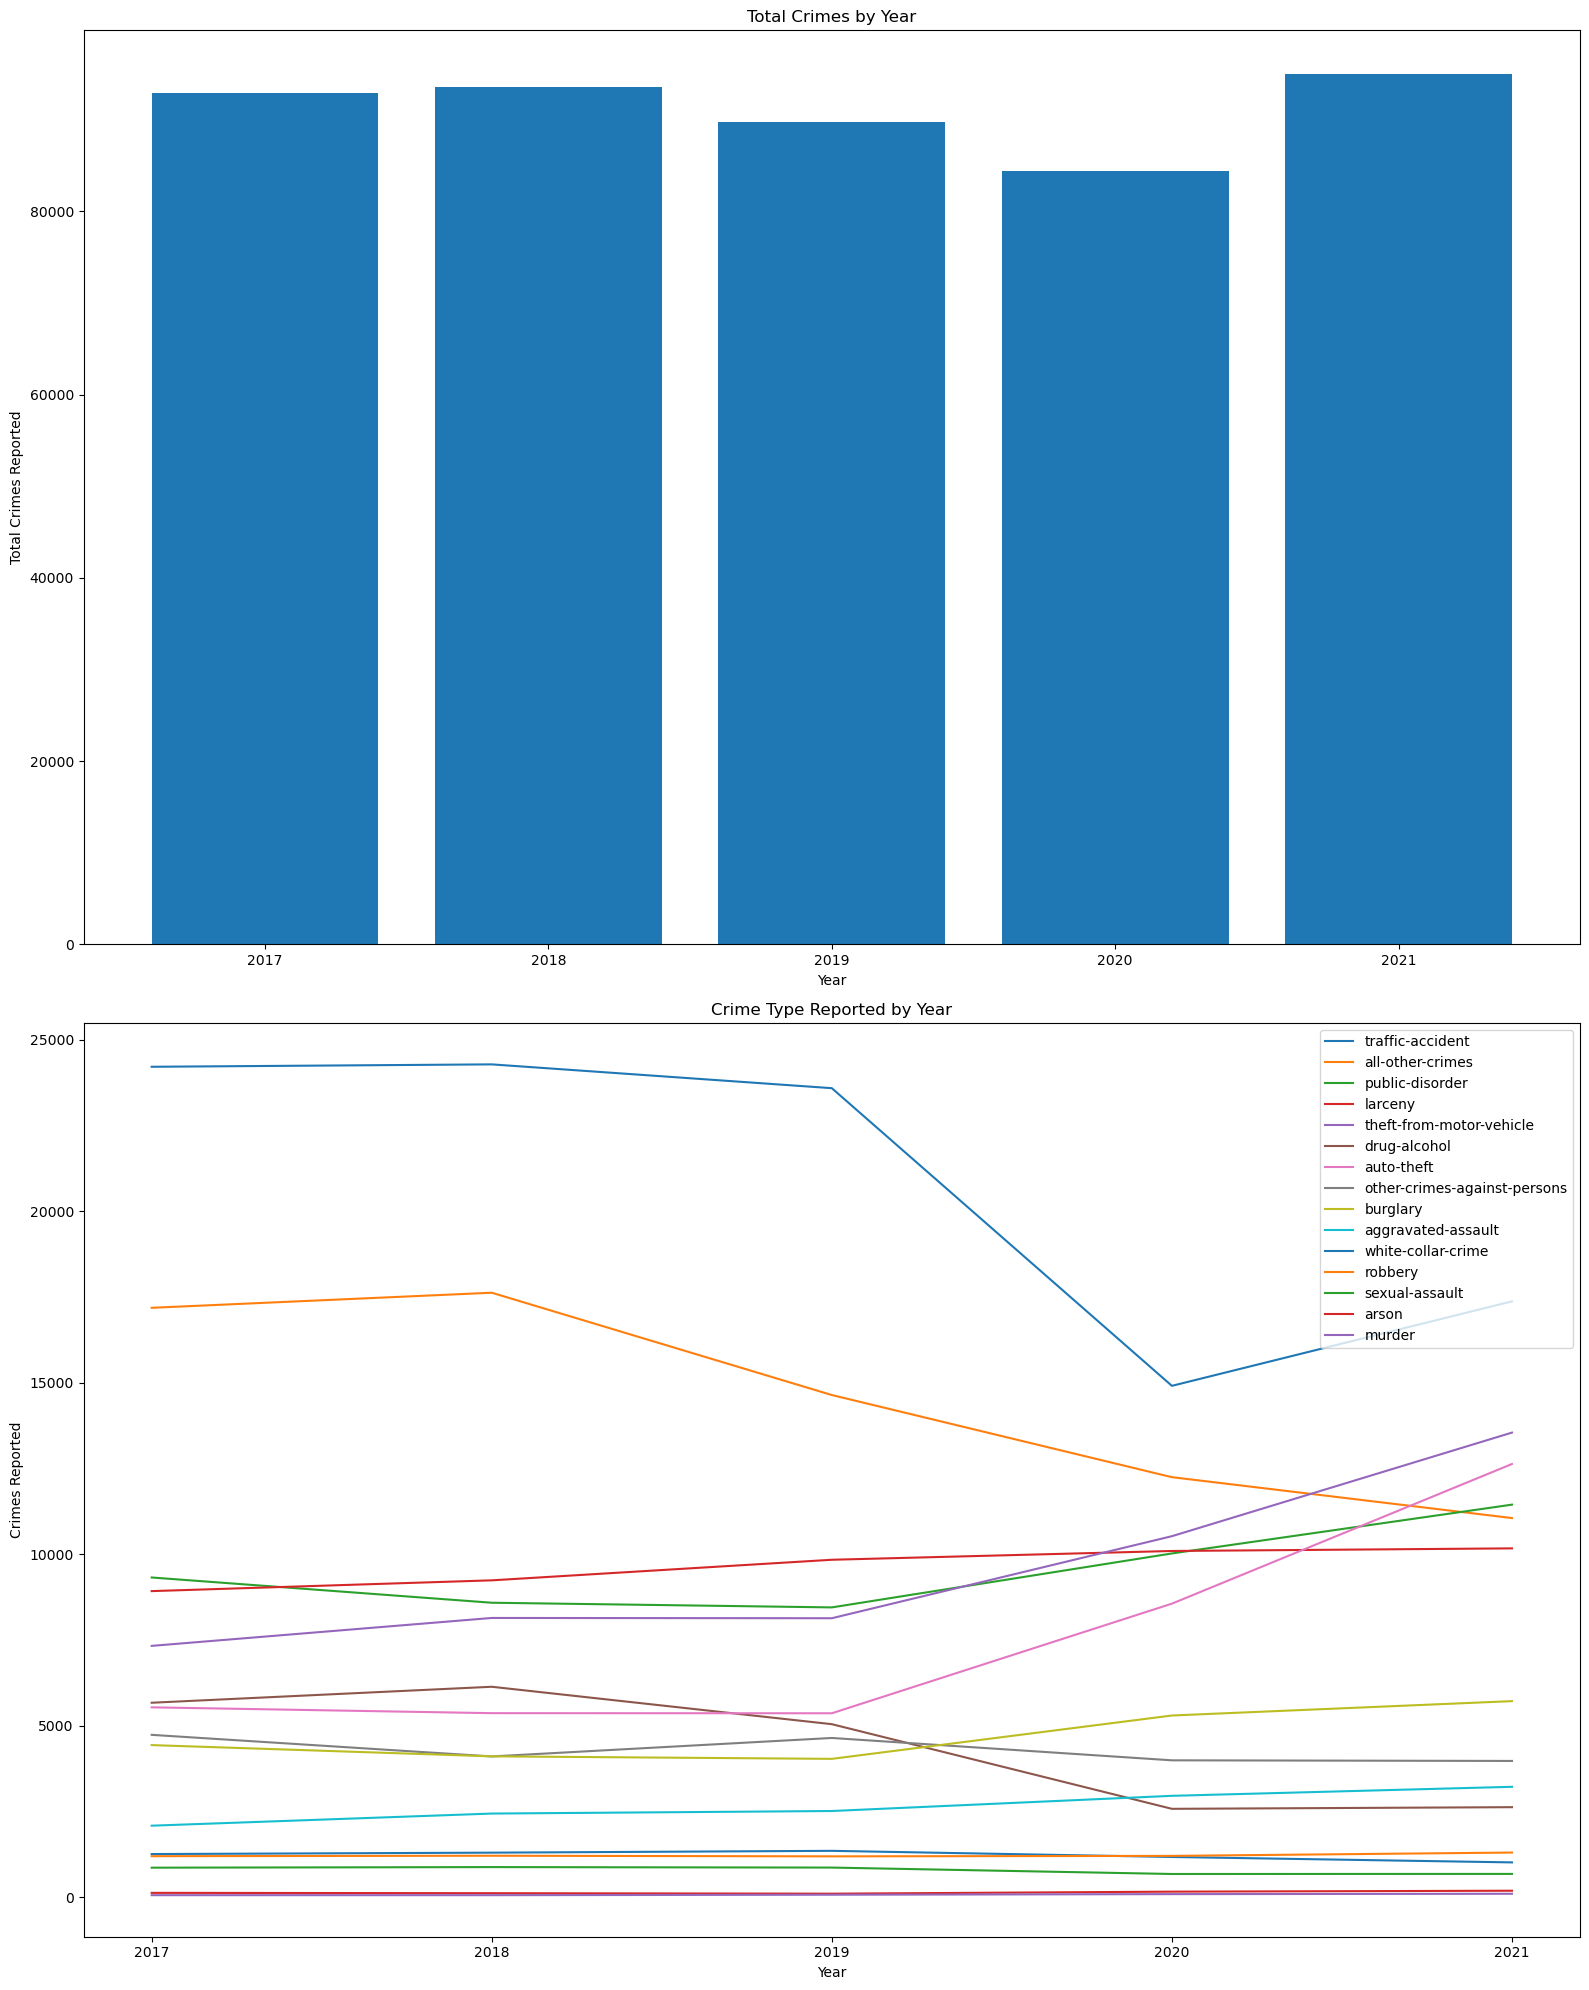 Total Crimes by Year
80000
60000
40000
20000
0
Total Crimes Reported
2017 2018 2019 2020 2021
Year
Crime Type Reported by Year
25000
20000
15000
10000
5000
0
Crimes Reported
traffic-accident
all-other-crimes
public-disorder
larceny
theft-from-motor-vehicle
drug-alcohol
auto-theft
other-crimes-against-persons
burglary
aggravated-assault
white-collar-crime
robbery
sexual-assault
arson
murder
2017 2018 2019 2020 2021
Year